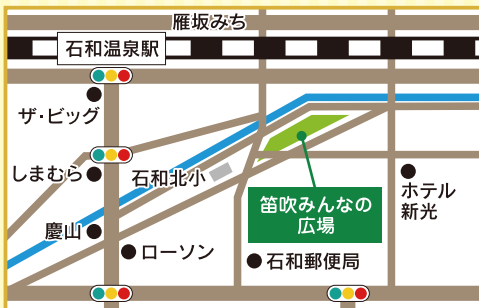 雁坂みち
石和温泉駅
ザ・ビッグ
しまむら
石和北小
ホテル
新光
笛吹みんなの
広場
慶山
ローソン
石和郵便局